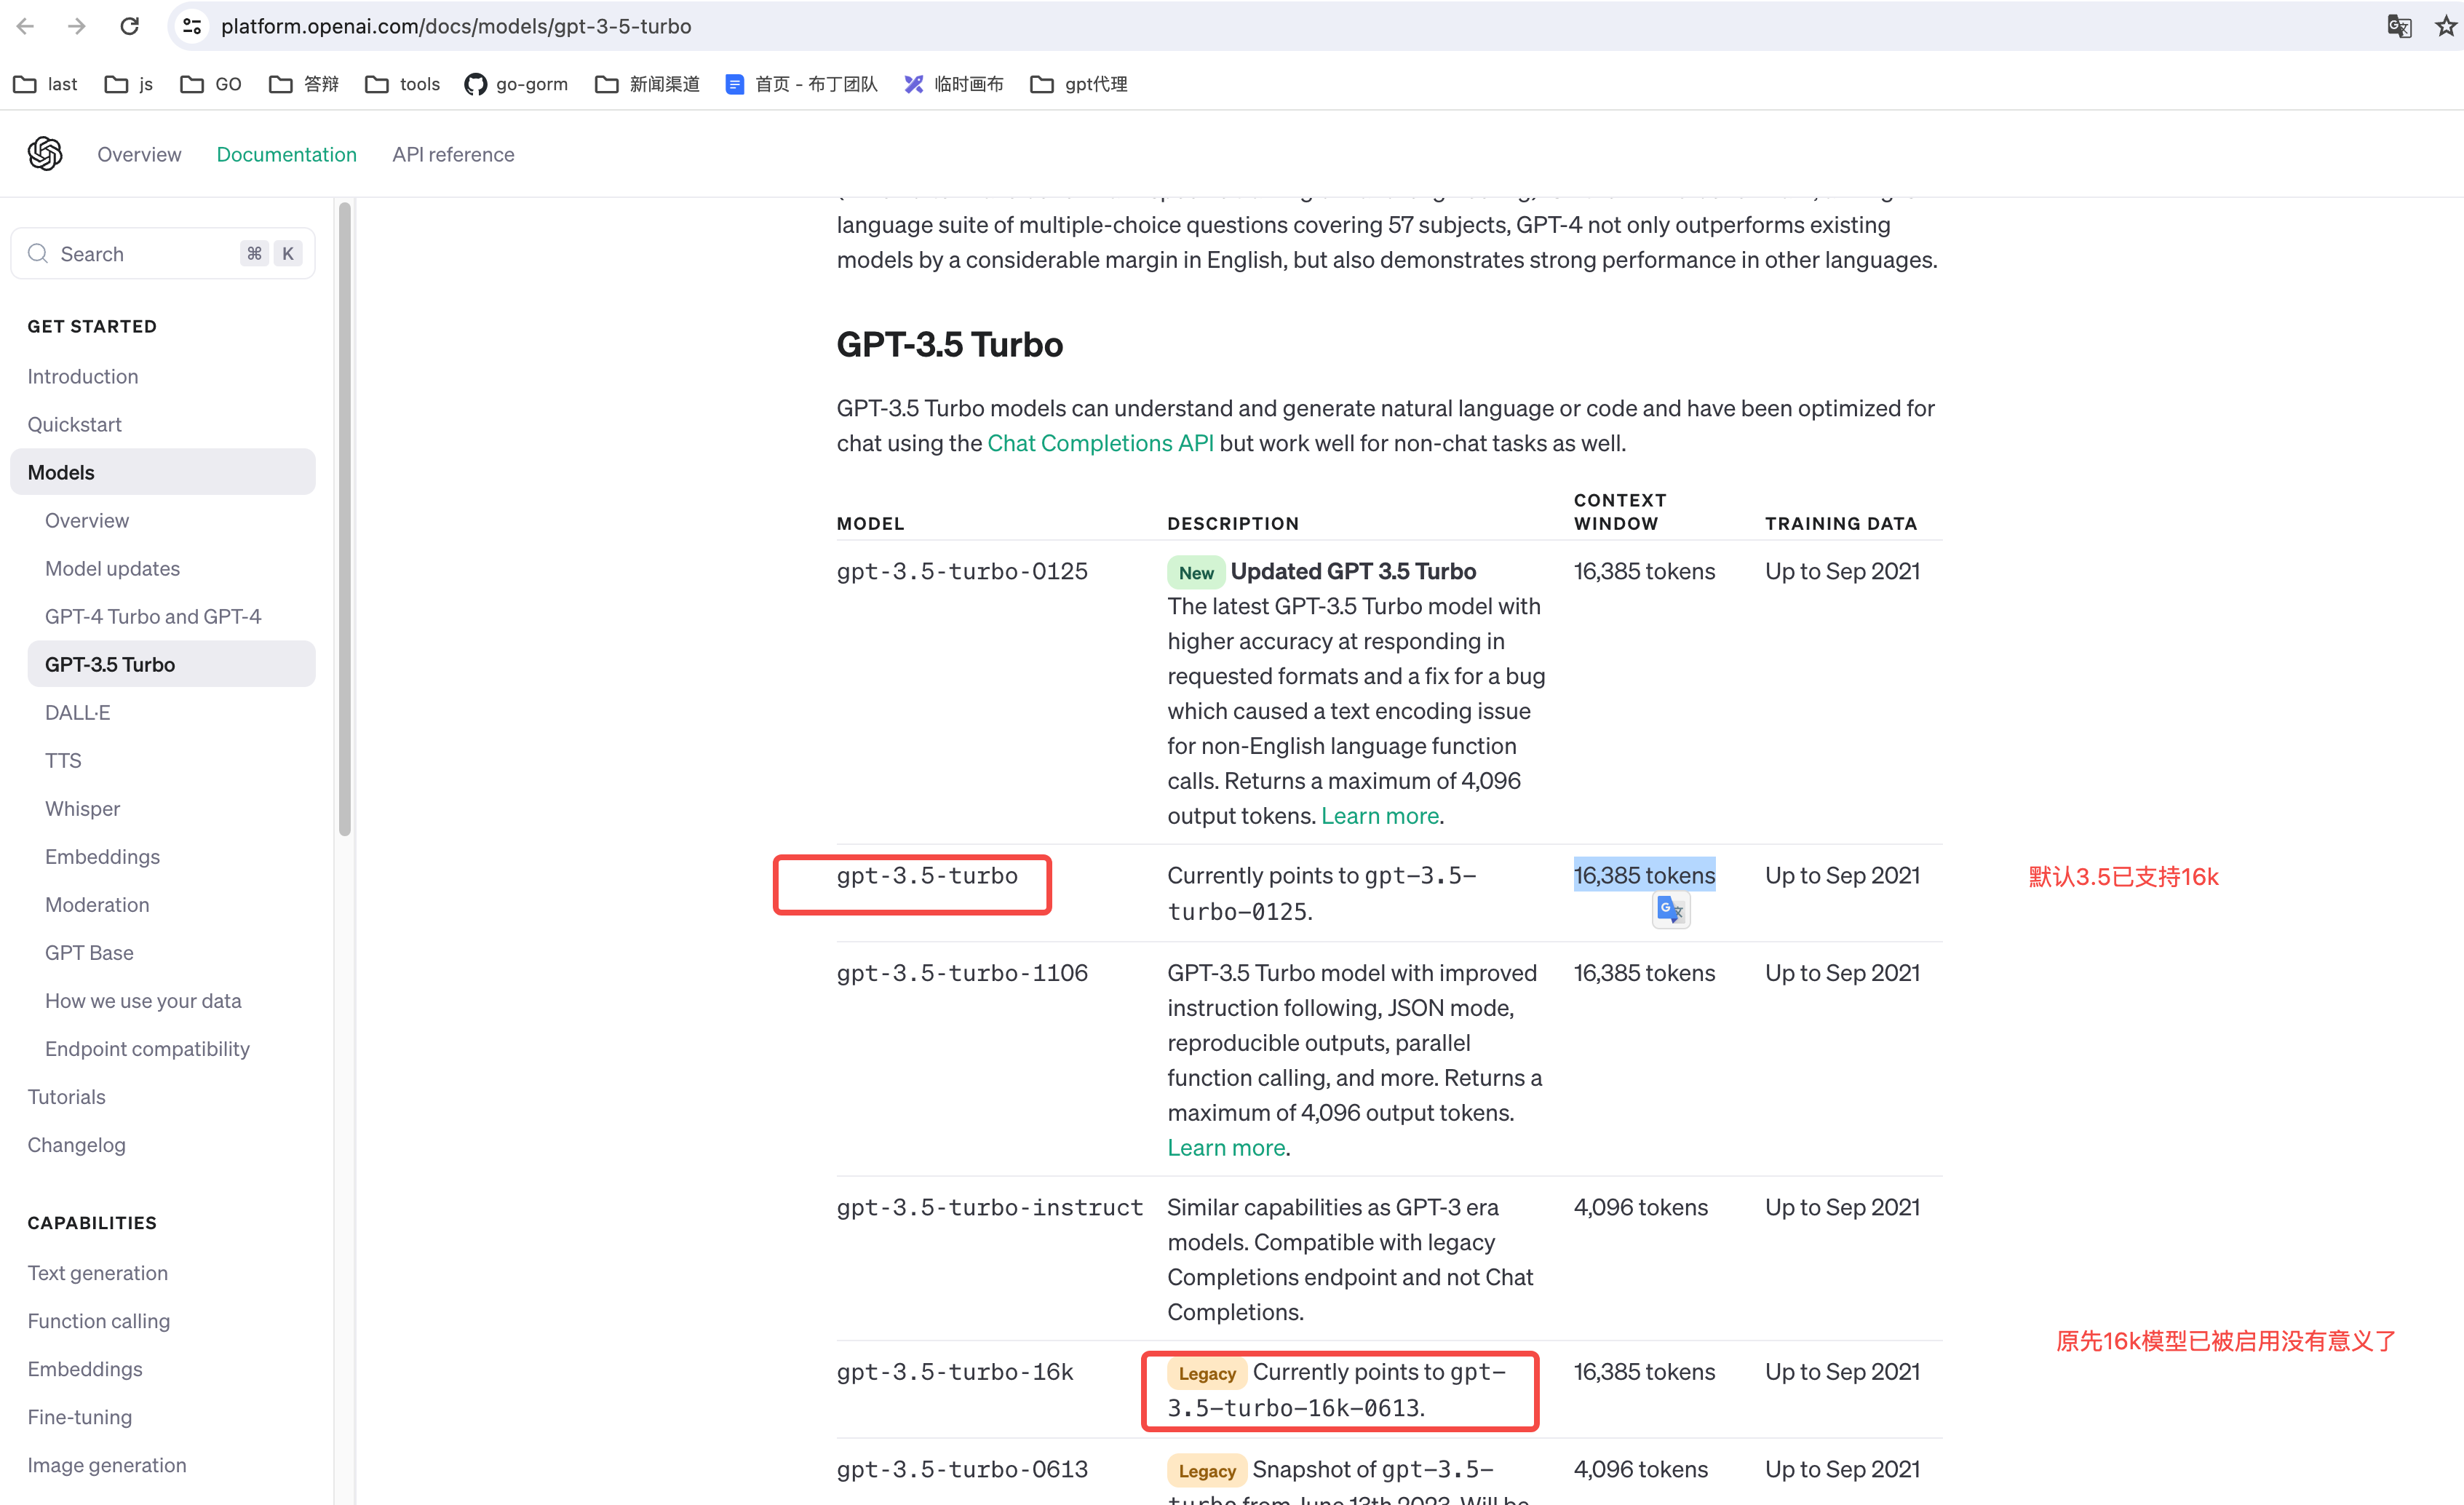 platform.openai.com/docs/models/gpt-3-5-turbo
last
js
GO
答辩
tools
go-gorm
新闻渠道
首页 - 布丁团队
临时画布
gpt代理
Overview
Documentation
API reference
Search
⌘ K
GET STARTED
Introduction
Quickstart
Models
Overview
Model updates
GPT-4 Turbo and GPT-4
GPT-3.5 Turbo
DALL·E
TTS
Whisper
Embeddings
Moderation
GPT Base
How we use your data
Endpoint compatibility
Tutorials
Changelog
CAPABILITIES
Text generation
Function calling
Embeddings
Fine-tuning
Image generation
language suite of multiple-choice questions covering 57 subjects, GPT-4 not only outperforms existing
models by a considerable margin in English, but also demonstrates strong performance in other languages.
GPT-3.5 Turbo
GPT-3.5 Turbo models can understand and generate natural language or code and have been optimized for
chat using the Chat Completions API but work well for non-chat tasks as well.
MODEL
DESCRIPTION
CONTEXT
WINDOW
TRAINING DATA
gpt-3.5-turbo-0125
New Updated GPT 3.5 Turbo
The latest GPT-3.5 Turbo model with
higher accuracy at responding in
requested formats and a fix for a bug
which caused a text encoding issue
for non-English language function
calls. Returns a maximum of 4,096
output tokens. Learn more.
16,385 tokens
Up to Sep 2021
gpt-3.5-turbo
Currently points to gpt-3.5-
turbo-0125.
16,385 tokens
Up to Sep 2021
默认3.5已支持16k
gpt-3.5-turbo-1106
GPT-3.5 Turbo model with improved
instruction following, JSON mode,
reproducible outputs, parallel
function calling, and more. Returns a
maximum of 4,096 output tokens.
Learn more.
16,385 tokens
Up to Sep 2021
gpt-3.5-turbo-instruct
Similar capabilities as GPT-3 era
models. Compatible with legacy
Completions endpoint and not Chat
Completions.
4,096 tokens
Up to Sep 2021
原先16k模型已被启用没有意义了
gpt-3.5-turbo-16k
Legacy Currently points to gpt-
3.5-turbo-16k-0613.
16,385 tokens
Up to Sep 2021
gpt-3.5-turbo-0613
Legacy Snapshot of gpt-3.5-
turbo from June 13th 2023. Will be
4,096 tokens
Up to Sep 2021